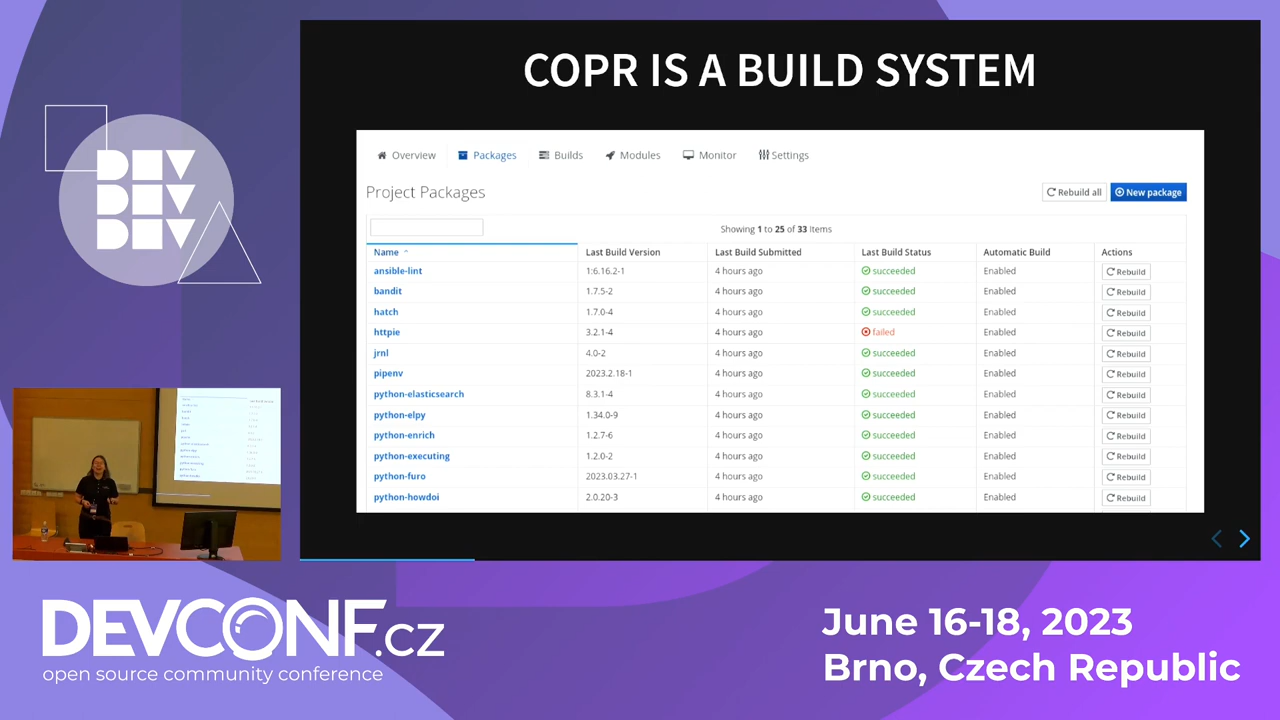 COPR IS A BUILD SYSTEM
Overview Packages Builds Modules Monitor Settings
Project Packages
Rebuild all New package
Showing 1 to 25 of 33 Items
Name Last Build Version Last Build Submitted Last Build Status Automatic Build Actions
ansible-lint 1:6.16.2-1 4 hours ago succeeded Enabled Rebuild
bandit 1.7.5-2 4 hours ago succeeded Enabled Rebuild
hatch 1.7.0-4 4 hours ago succeeded Enabled Rebuild
httpie 3.2.1-4 4 hours ago failed Enabled Rebuild
jrnl 4.0-2 4 hours ago succeeded Enabled Rebuild
pipenv 2023.2.18-1 4 hours ago succeeded Enabled Rebuild
python-elasticsearch 8.3.1-4 4 hours ago succeeded Enabled Rebuild
python-elpy 1.34.0-9 4 hours ago succeeded Enabled Rebuild
python-enrich 1.2.7-6 4 hours ago succeeded Enabled Rebuild
python-executing 1.2.0-2 4 hours ago succeeded Enabled Rebuild
python-furo 2023.03.27-1 4 hours ago succeeded Enabled Rebuild
python-howdoi 2.0.20-3 4 hours ago succeeded Enabled Rebuild
DEV
DEV
DEV
DEVCONF.cz
open source community conference
June 16-18, 2023
Brno, Czech Republic